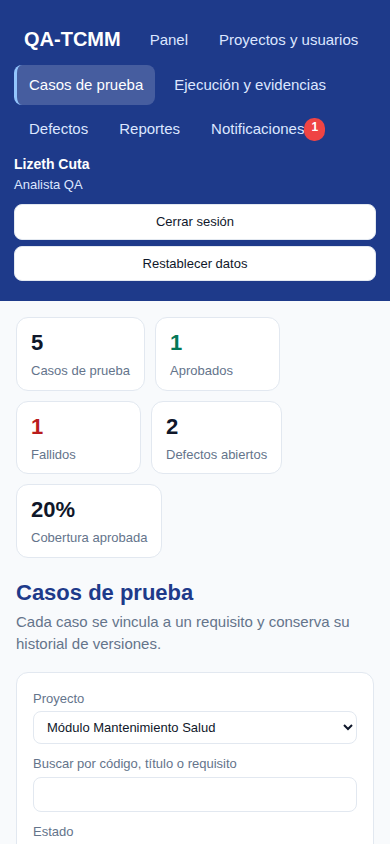 QA-TCMM Panel Proyectos y usuarios
Casos de prueba Ejecución y evidencias
Defectos Reportes Notificaciones 1
Lizeth Cuta
Analista QA
Cerrar sesión
Restablecer datos
5
Casos de prueba
1
Aprobados
1
Fallidos
2
Defectos abiertos
20%
Cobertura aprobada
Casos de prueba
Cada caso se vincula a un requisito y conserva su
historial de versiones.
Proyecto
Módulo Mantenimiento Salud
Buscar por código, título o requisito
Estado